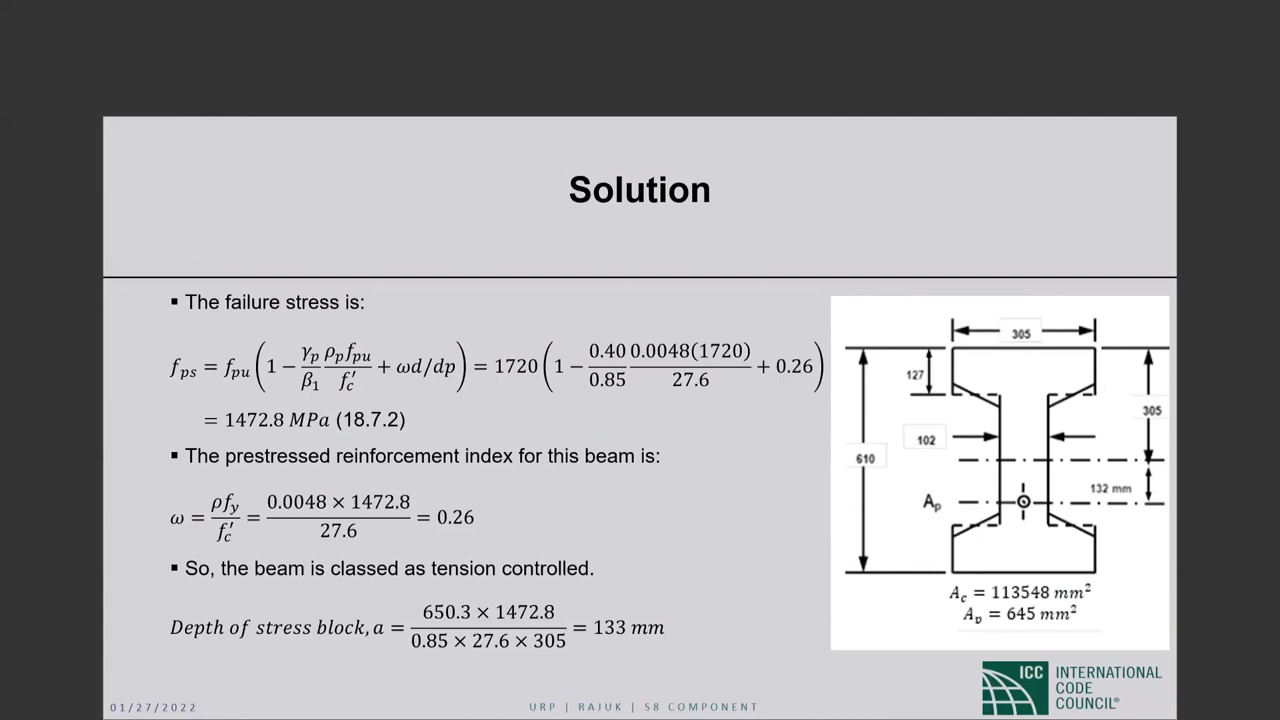 Solution
▪ The failure stress is:
f_ps = f_pu (1 − γ_p/β_1 ρ_p f_pu/f'_c + ωd/dp) = 1720 (1 − 0.40/0.85 0.0048(1720)/27.6 + 0.26)
= 1472.8 MPa (18.7.2)
▪ The prestressed reinforcement index for this beam is:
ω = ρf_y/f'_c = 0.0048 × 1472.8/27.6 = 0.26
▪ So, the beam is classed as tension controlled.
Depth of stress block, a = 650.3 × 1472.8/0.85 × 27.6 × 305 = 133 mm
305
127
305
102
610
132 mm
A_p
A_c = 113548 mm²
A_p = 645 mm²
ICC INTERNATIONAL
CODE
COUNCIL®
01/27/2022
URP | RAJUK | S8 COMPONENT